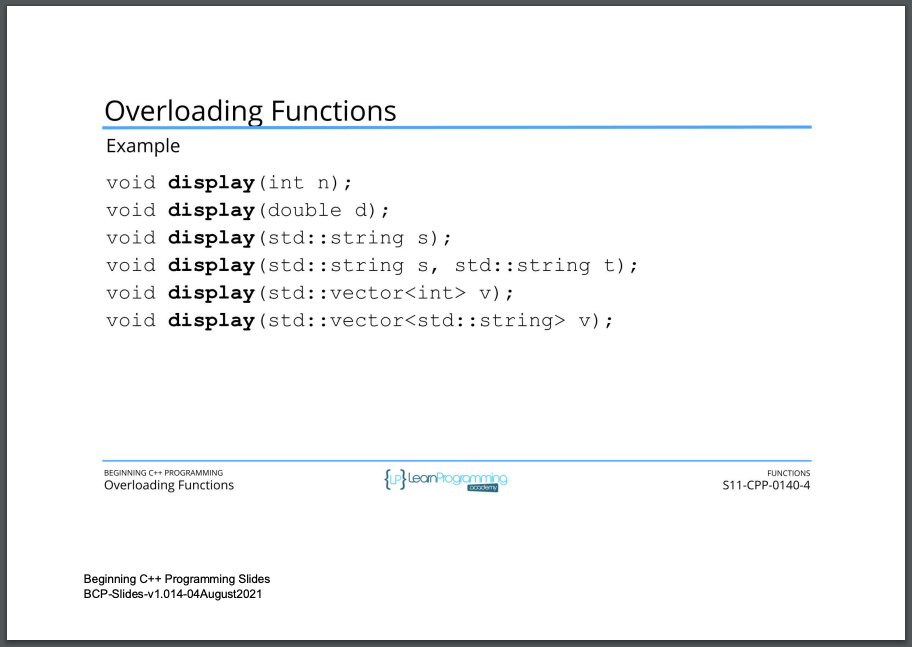 Overloading Functions
Example
void display(int n);
void display(double d);
void display(std::string s);
void display(std::string s, std::string t);
void display(std::vector<int> v);
void display(std::vector<std::string> v);
BEGINNING C++ PROGRAMMING
Overloading Functions
{LP}LearnProgramming
academy
FUNCTIONS
S11-CPP-0140-4
Beginning C++ Programming Slides
BCP-Slides-v1.014-04August2021